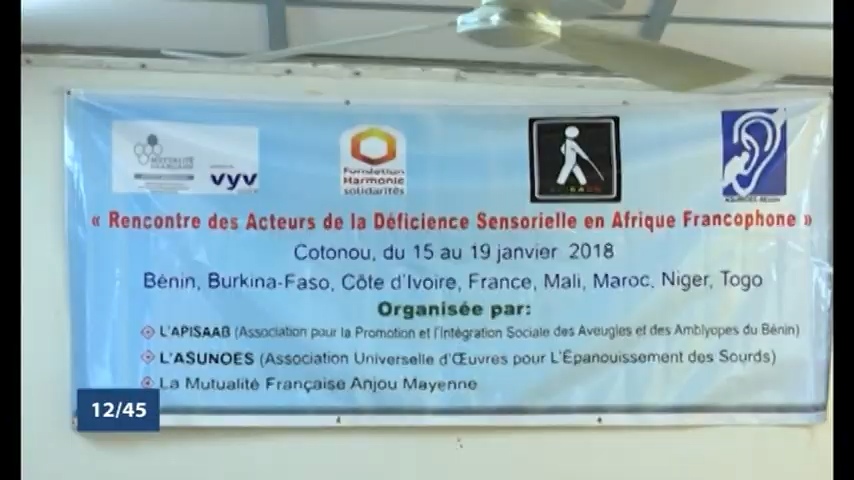 MUTUALITÉ
FRANÇAISE
vyv
Fondation
Harmonie
solidarités
« Rencontre des Acteurs de la Déficience Sensorielle en Afrique Francophone »
Cotonou, du 15 au 19 janvier 2018
Bénin, Burkina-Faso, Côte d'Ivoire, France, Mali, Maroc, Niger, Togo
Organisée par:
L'APISAAB (Association pour la Promotion et l'Intégration Sociale des Aveugles et des Amblyopes du Bénin)
L'ASUNOES (Association Universelle d'Œuvres pour L'Épanouissement des Sourds)
La Mutualité Française Anjou Mayenne
12/45